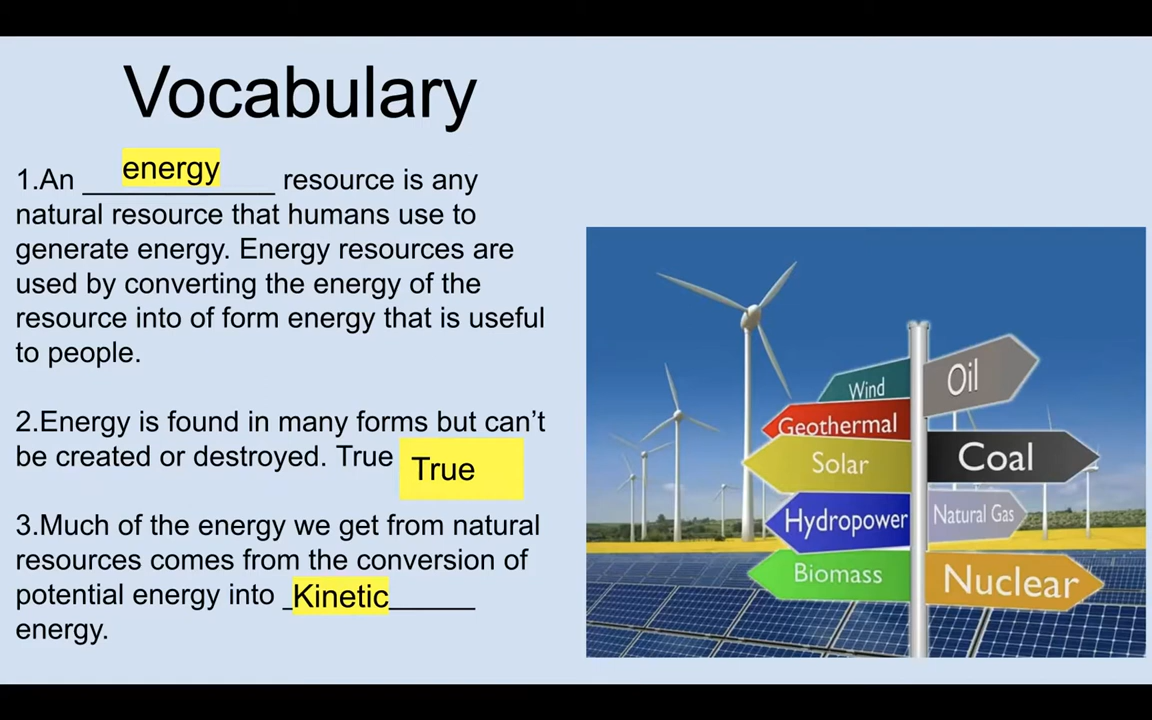 Vocabulary
1.An energy resource is any
natural resource that humans use to
generate energy. Energy resources are
used by converting the energy of the
resource into of form energy that is useful
to people.
2.Energy is found in many forms but can’t
be created or destroyed. True True
3.Much of the energy we get from natural
resources comes from the conversion of
potential energy into _Kinetic______
energy.
Wind
Oil
Geothermal
Solar
Coal
Hydropower
Natural Gas
Biomass
Nuclear